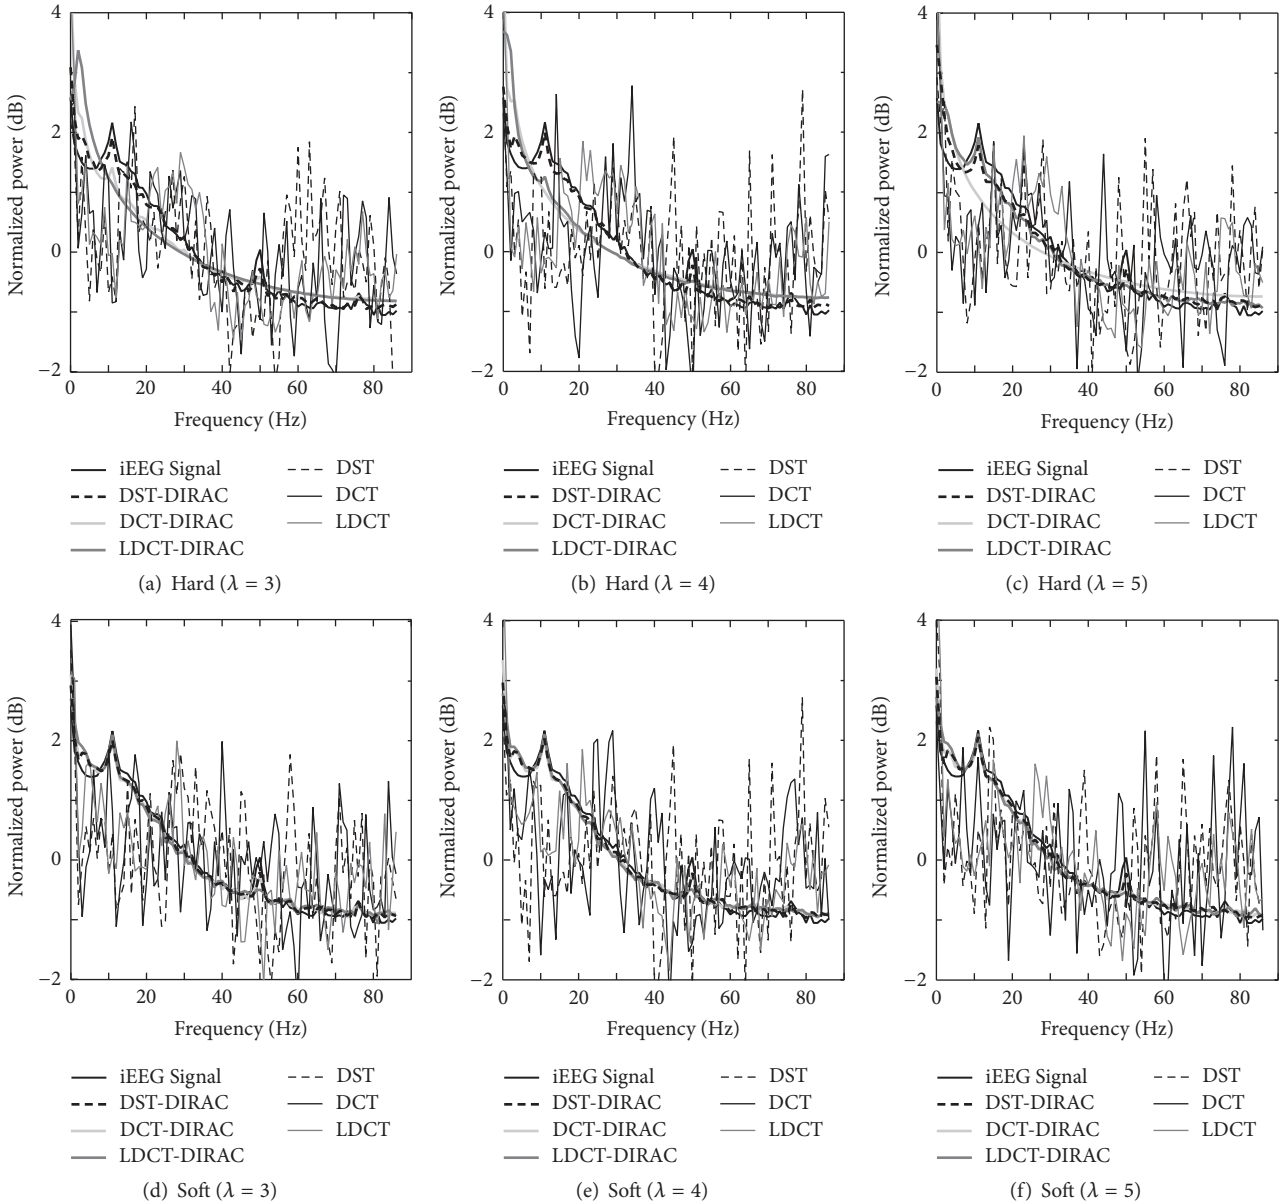 4
2
0
−2
Normalized power (dB)
0 20 40 60 80
Frequency (Hz)
iEEG Signal
DST-DIRAC
DCT-DIRAC
LDCT-DIRAC
DST
DCT
LDCT
(a) Hard (λ = 3)
4
2
0
−2
Normalized power (dB)
0 20 40 60 80
Frequency (Hz)
iEEG Signal
DST-DIRAC
DCT-DIRAC
LDCT-DIRAC
DST
DCT
LDCT
(b) Hard (λ = 4)
4
2
0
−2
Normalized power (dB)
0 20 40 60 80
Frequency (Hz)
iEEG Signal
DST-DIRAC
DCT-DIRAC
LDCT-DIRAC
DST
DCT
LDCT
(c) Hard (λ = 5)
4
2
0
−2
Normalized power (dB)
0 20 40 60 80
Frequency (Hz)
iEEG Signal
DST-DIRAC
DCT-DIRAC
LDCT-DIRAC
DST
DCT
LDCT
(d) Soft (λ = 3)
4
2
0
−2
Normalized power (dB)
0 20 40 60 80
Frequency (Hz)
iEEG Signal
DST-DIRAC
DCT-DIRAC
LDCT-DIRAC
DST
DCT
LDCT
(e) Soft (λ = 4)
4
2
0
−2
Normalized power (dB)
0 20 40 60 80
Frequency (Hz)
iEEG Signal
DST-DIRAC
DCT-DIRAC
LDCT-DIRAC
DST
DCT
LDCT
(f) Soft (λ = 5)